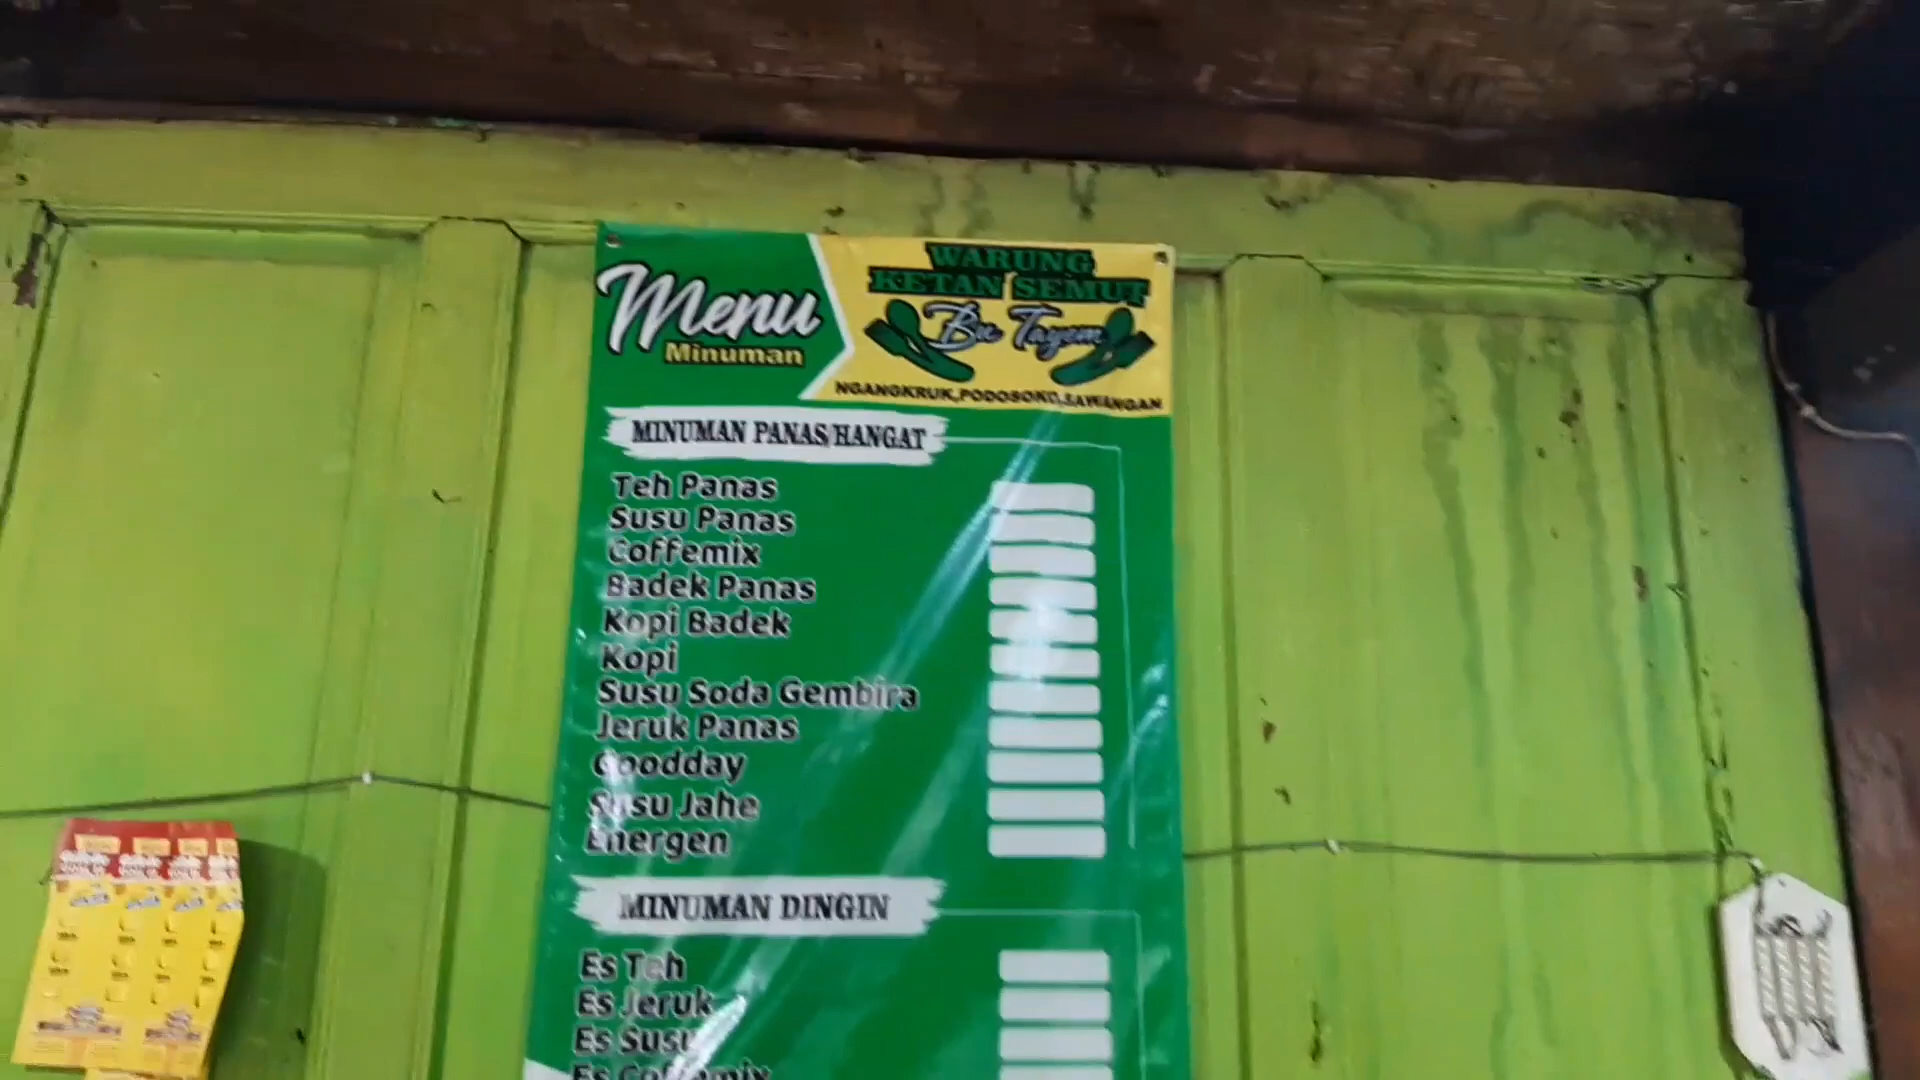 Menu
Minuman
WARUNG
KETAN SEMUT
Bu Tayem
NGANGKRUK,PODOSOKO,SAWANGAN
MINUMAN PANAS/HANGAT
Teh Panas
Susu Panas
Coffemix
Badek Panas
Kopi Badek
Kopi
Susu Soda Gembira
Jeruk Panas
Goodday
Susu Jahe
Energen
MINUMAN DINGIN
Es Teh
Es Jeruk
Es Susu
Es Coffemix